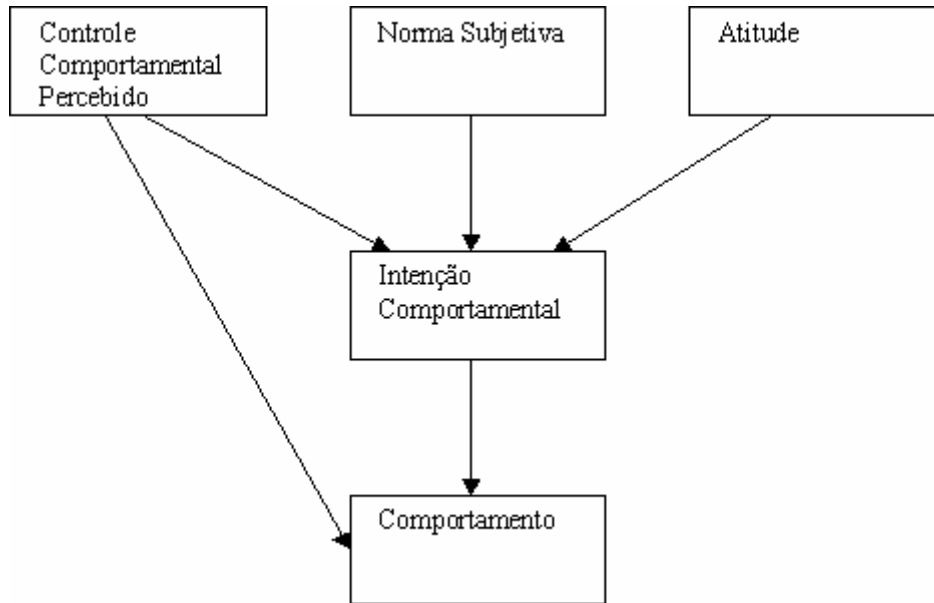 Controle
Comportamental
Percebido
Norma Subjetiva
Atitude
Intenção
Comportamental
Comportamento